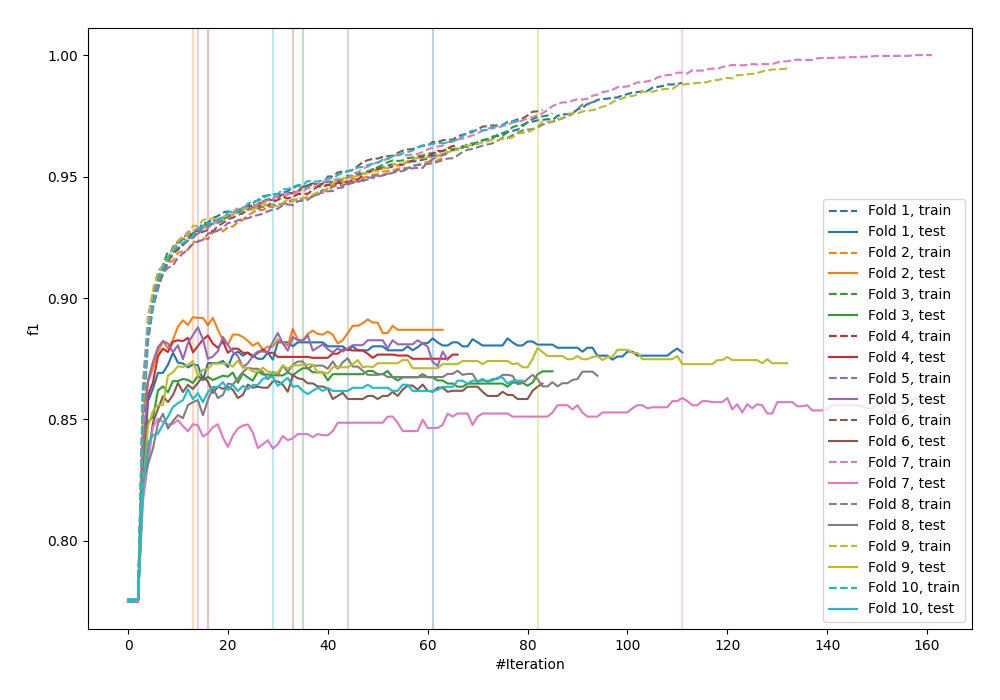 1.00
0.95
0.90
0.85
0.80
f1
0 20 40 60 80 100 120 140 160
#Iteration
Fold 1, train
Fold 1, test
Fold 2, train
Fold 2, test
Fold 3, train
Fold 3, test
Fold 4, train
Fold 4, test
Fold 5, train
Fold 5, test
Fold 6, train
Fold 6, test
Fold 7, train
Fold 7, test
Fold 8, train
Fold 8, test
Fold 9, train
Fold 9, test
Fold 10, train
Fold 10, test